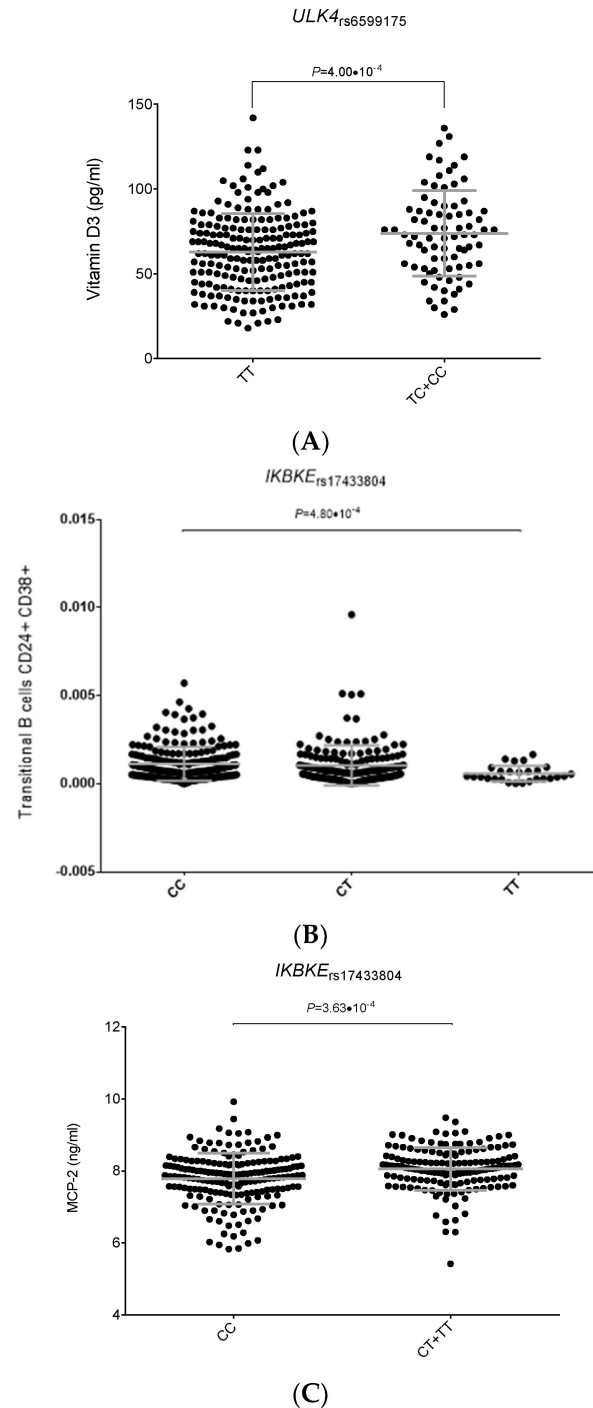 ULK4rs6599175
P=4.00•10-4
150
100
50
0
Vitamin D3 (pg/ml)
TT
TC+CC
(A)
IKBKErs17433804
P=4.80•10-4
0.015
0.010
0.005
0.000
-0.005
Transitional B cells CD24+ CD38+
CC
CT
TT
(B)
IKBKErs17433804
P=3.63•10-4
12
10
8
6
4
MCP-2 (ng/ml)
CC
CT+TT
(C)